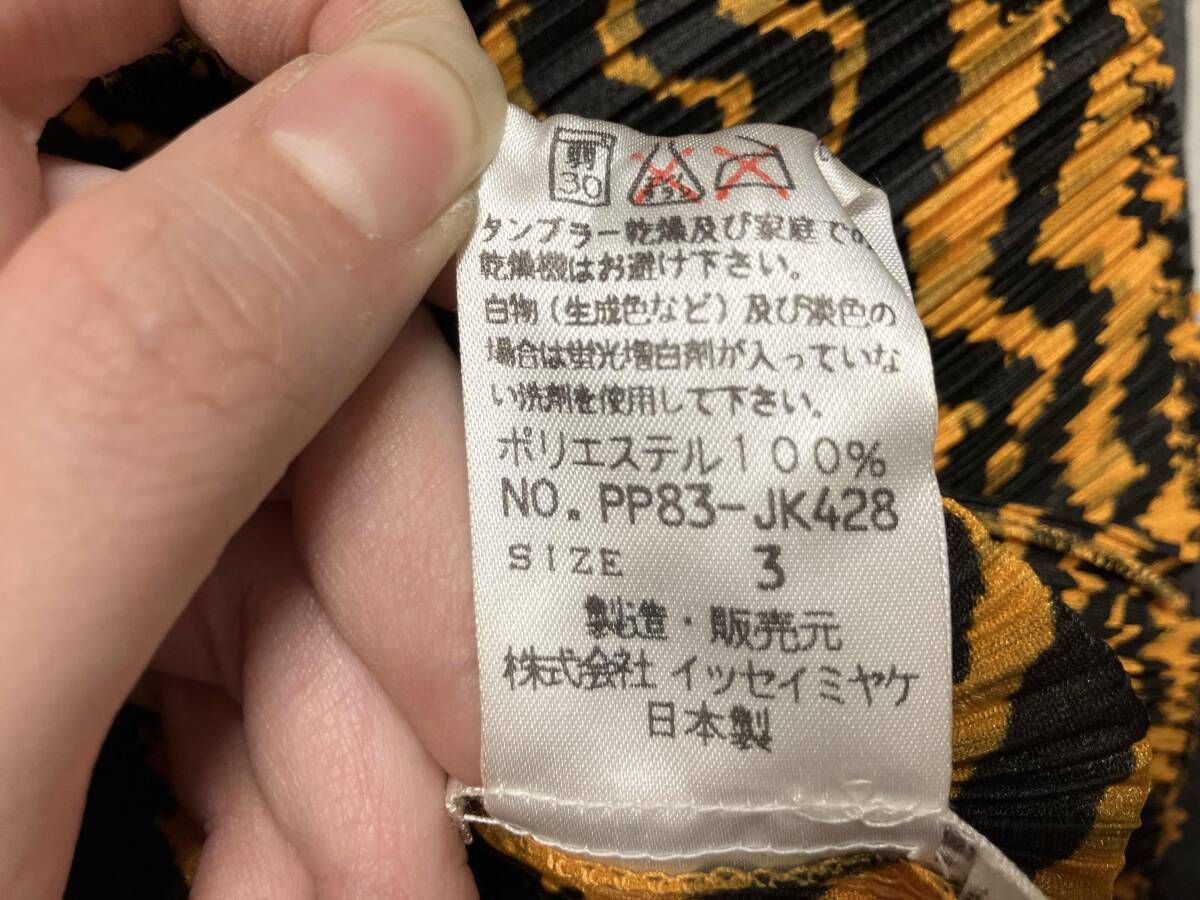 弱
30
タンブラー乾燥及び家庭での
乾燥機はお避け下さい。
白物(生成色など)及び淡色の
場合は蛍光増白剤が入っていな
い洗剤を使用して下さい。
ポリエステル100%
NO. PP83-JK428
SIZE 3
製造・販売元
株式会社イッセイミヤケ
日本製